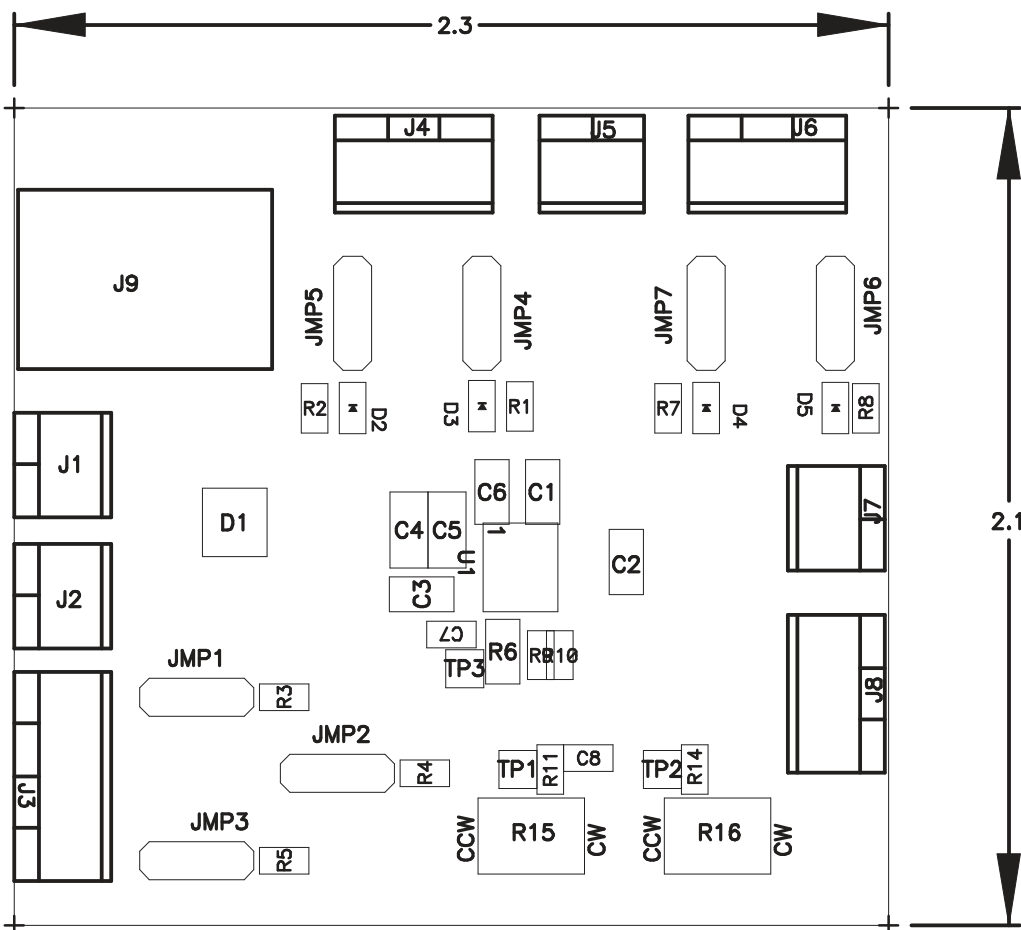 2.3
J4
J5
J6
J9
JMP5
JMP4
JMP7
JMP6
R2
D2
D3
R1
R7
D4
D5
R8
J1
C6
C1
J7
D1
C4
C5
1
2.1
U1
C2
C3
J2
C7
R6
R9
R10
TP3
JMP1
R3
J8
JMP2
R4
TP1
R11
C8
TP2
R14
J3
JMP3
CCW
R15
CW
CCW
R16
CW
R5